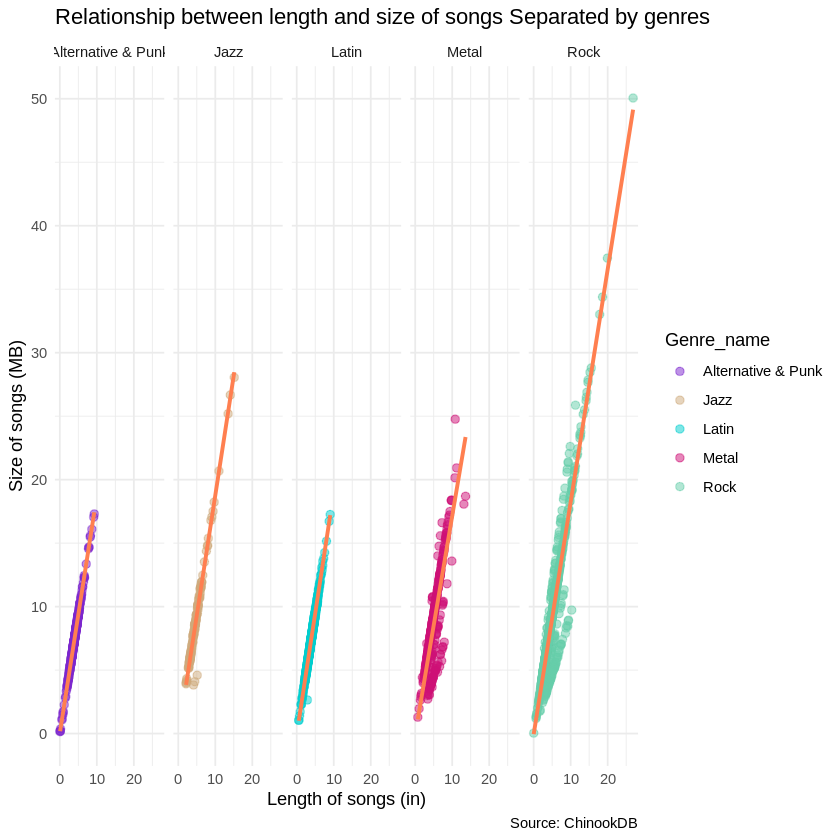 Relationship between length and size of songs Separated by genres
Alternative & Punk Jazz Latin Metal Rock
50
40
30
20
10
0
Size of songs (MB)
0 10 20 0 10 20 0 10 20 0 10 20 0 10 20
Length of songs (in)
Genre_name
Alternative & Punk
Jazz
Latin
Metal
Rock
Source: ChinookDB